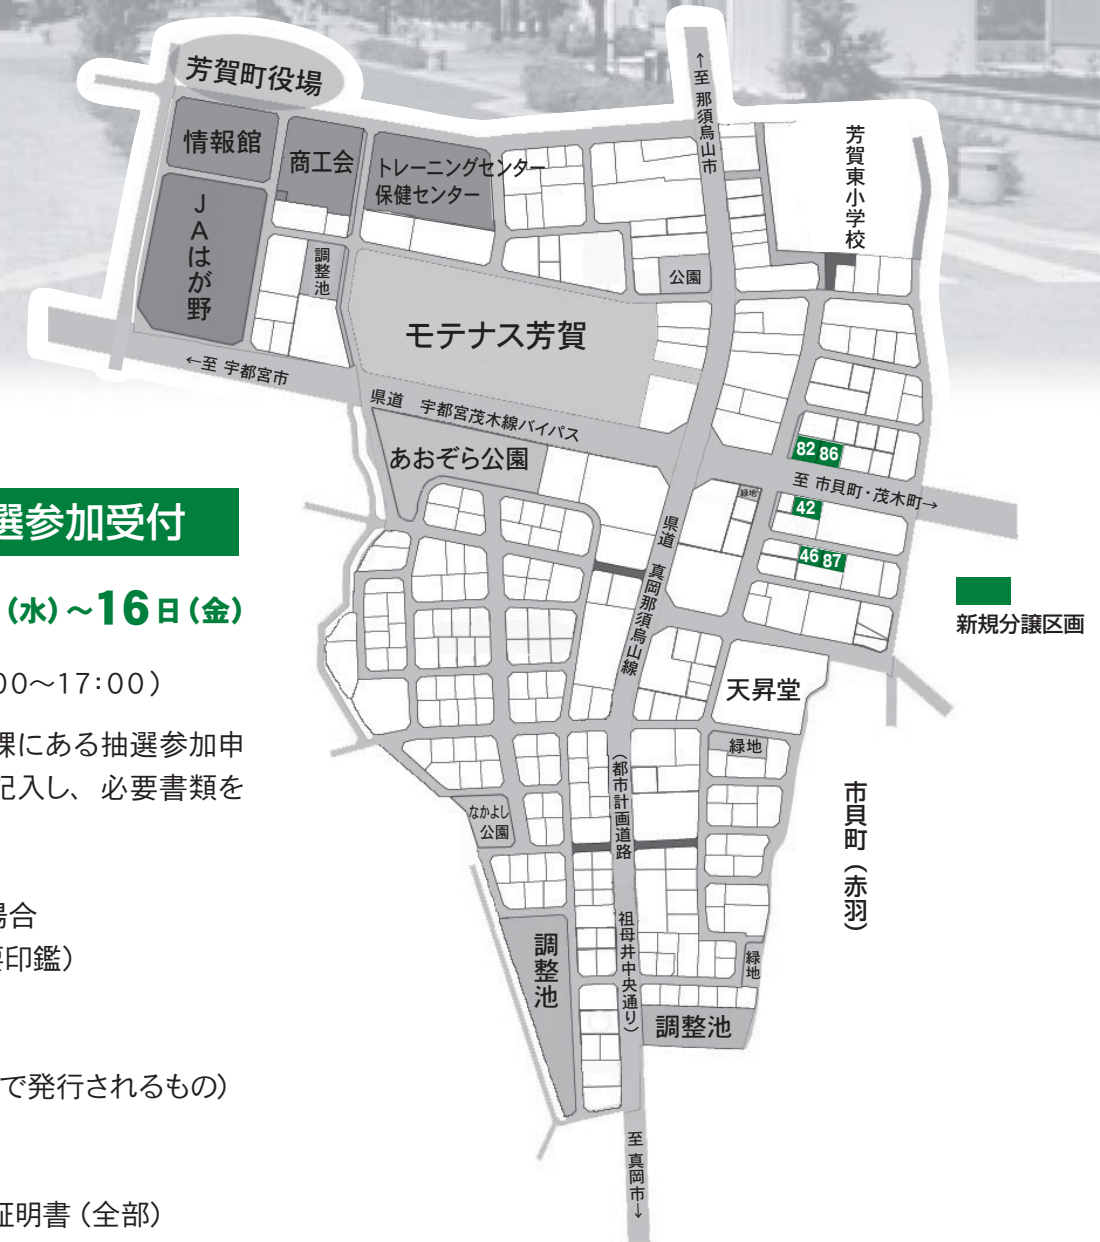 芳賀町役場
情報館
商工会
トレーニングセンター
保健センター
JAはが野
調整池
←至 宇都宮市
モテナス芳賀
公園
↑至 那須烏山市
芳賀東小学校
県道 宇都宮茂木線バイパス
あおぞら公園
82 86
至 市貝町・茂木町→
緑地
42
46 87
新規分譲区画
県道 真岡那須烏山線
天昇堂
緑地
(都市計画道路 祖母井中央通り)
なかよし
公園
市貝町(赤羽)
調整池
緑地
調整池
至 真岡市→
選参加受付
(水)～16日(金)
00～17:00)
課にある抽選参加申
記入し、必要書類を
場合
要印鑑)
で発行されるもの)
証明書(全部)